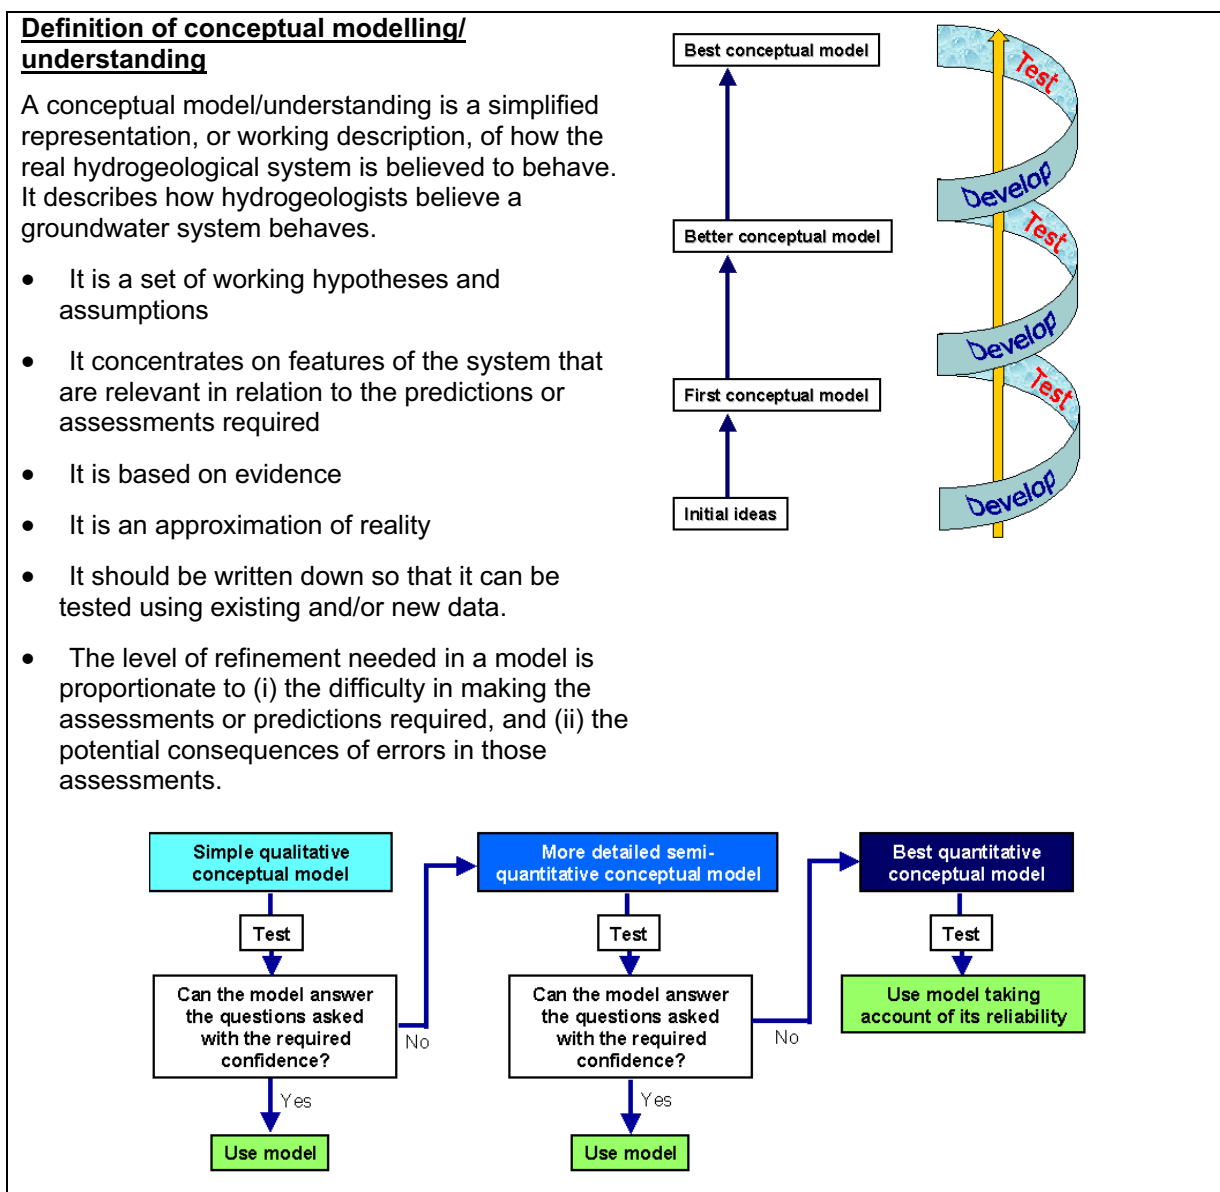 Definition of conceptual modelling/
understanding
A conceptual model/understanding is a simplified
representation, or working description, of how the
real hydrogeological system is believed to behave.
It describes how hydrogeologists believe a
groundwater system behaves.
• It is a set of working hypotheses and
assumptions
• It concentrates on features of the system that
are relevant in relation to the predictions or
assessments required
• It is based on evidence
• It is an approximation of reality
• It should be written down so that it can be
tested using existing and/or new data.
• The level of refinement needed in a model is
proportionate to (i) the difficulty in making the
assessments or predictions required, and (ii) the
potential consequences of errors in those
assessments.
Best conceptual model
Better conceptual model
First conceptual model
Initial ideas
Test
Develop
Test
Develop
Test
Develop
Simple qualitative
conceptual model
Test
Can the model answer
the questions asked
with the required
confidence?
No
Yes
Use model
More detailed semi-
quantitative conceptual model
Test
Can the model answer
the questions asked
with the required
confidence?
No
Yes
Use model
Best quantitative
conceptual model
Test
Use model taking
account of its reliability